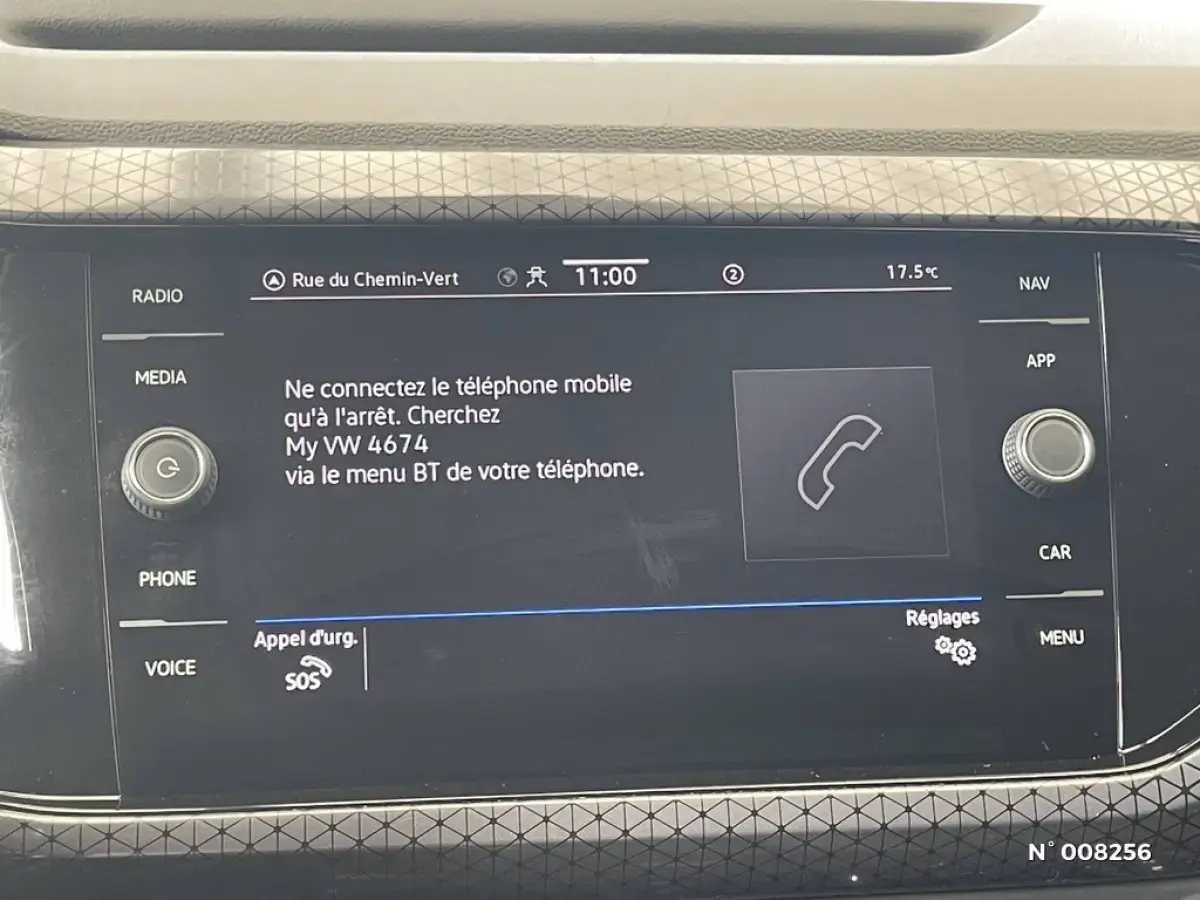 Rue du Chemin-Vert 11:00 2 17.5°C
RADIO
MEDIA
PHONE
VOICE
Ne connectez le téléphone mobile
qu'à l'arrêt. Cherchez
My VW 4674
via le menu BT de votre téléphone.
Appel d'urg.
SOS
Réglages
NAV
APP
CAR
MENU
N° 008256